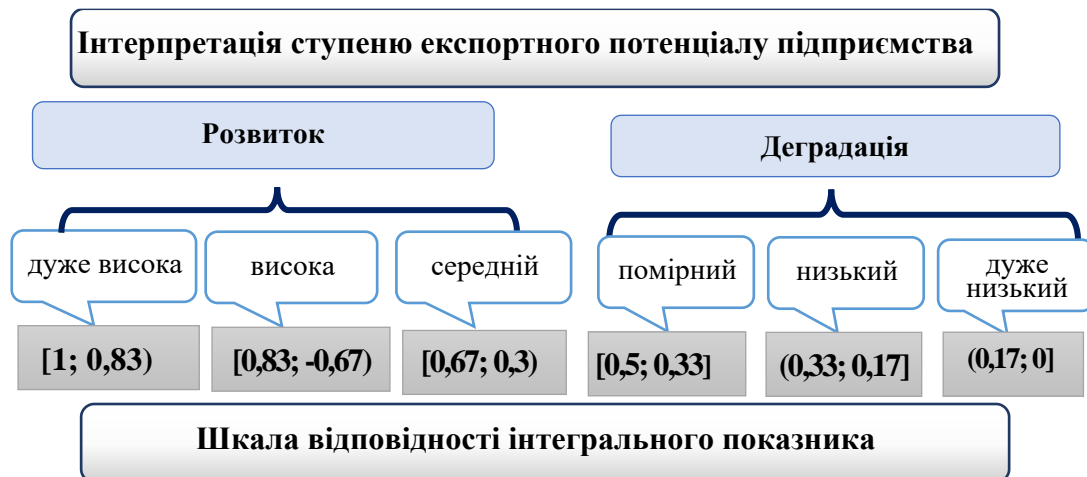 Інтерпретація ступеню експортного потенціалу підприємства
Розвиток
Деградація
дуже висока
висока
середній
помірний
низький
дуже
низький
[1; 0,83)
[0,83; -0,67)
[0,67; 0,3)
[0,5; 0,33]
(0,33; 0,17]
(0,17; 0]
Шкала відповідності інтегрального показника